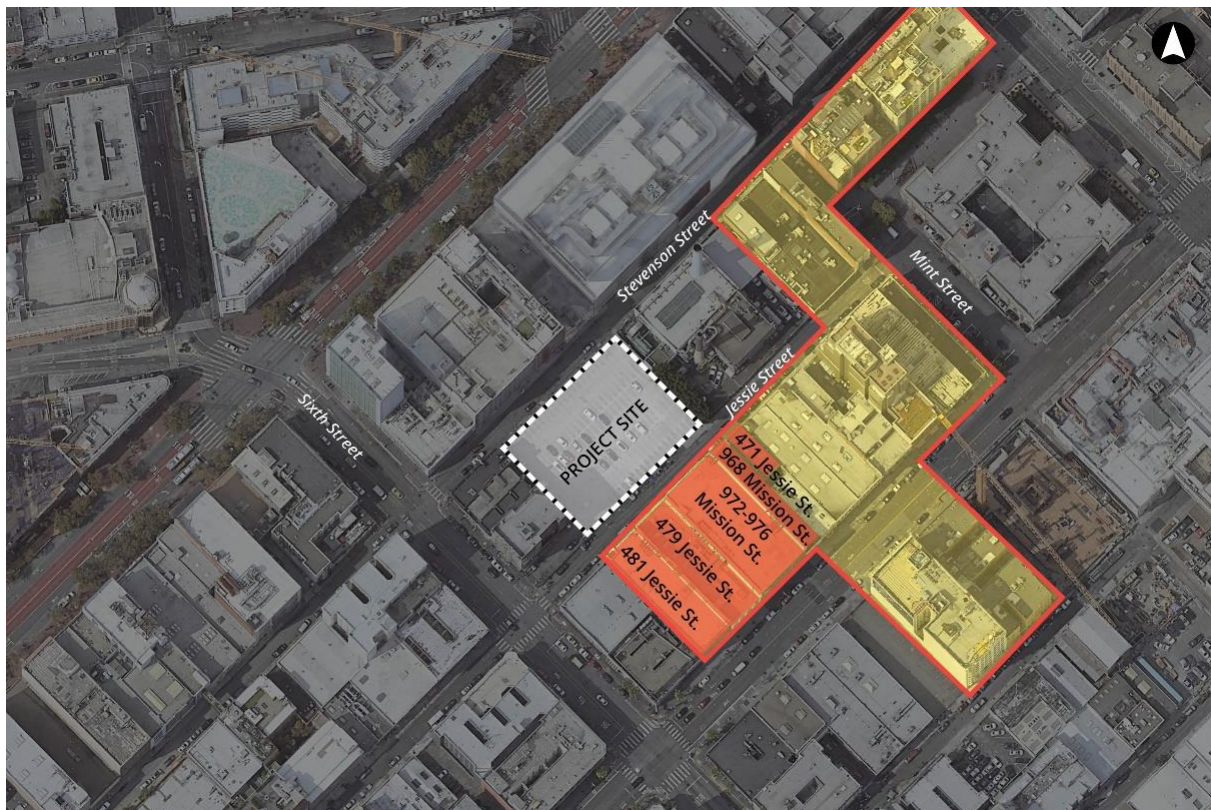 Stevenson Street
Mint Street
Jessie Street
Sixth Street
PROJECT SITE
471 Jessie St.
968 Mission St.
972-976
Mission St.
479 Jessie St.
481 Jessie St.